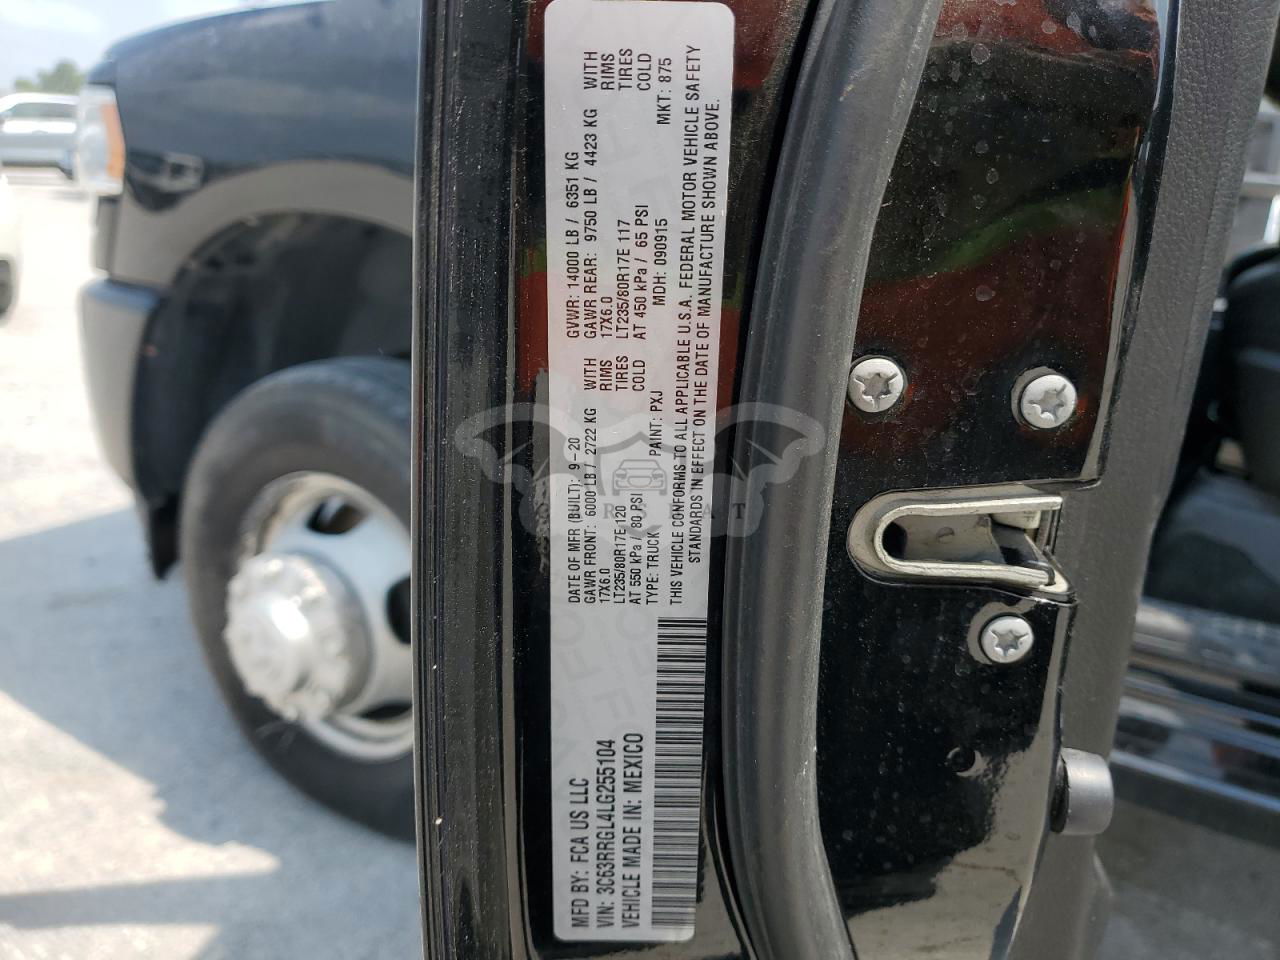 MFD BY: FCA US LLC
VIN: 3C63RRGL4LG255104
VEHICLE MADE IN: MEXICO
DATE OF MFR (BUILT): 9-20 GVWR: 14000 LB / 6351 KG
GAWR FRONT: 6000 LB / 2722 KG WITH GAWR REAR: 9750 LB / 4423 KG WITH
17X6.0 RIMS 17X6.0 RIMS
LT235/80R17E 120 TIRES LT235/80R17E 117 TIRES
AT 550 kPa / 80 PSI COLD AT 450 kPa / 65 PSI COLD
TYPE: TRUCK PAINT: PXJ MDH: 090915 MKT: 875
THIS VEHICLE CONFORMS TO ALL APPLICABLE U.S.A. FEDERAL MOTOR VEHICLE SAFETY
STANDARDS IN EFFECT ON THE DATE OF MANUFACTURE SHOWN ABOVE.